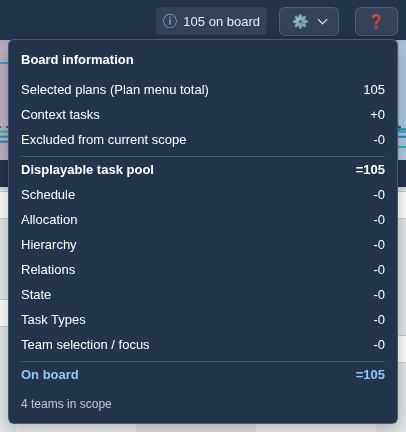 105 on board
Board information
Selected plans (Plan menu total) 105
Context tasks +0
Excluded from current scope -0
Displayable task pool =105
Schedule -0
Allocation -0
Hierarchy -0
Relations -0
State -0
Task Types -0
Team selection / focus -0
On board =105
4 teams in scope